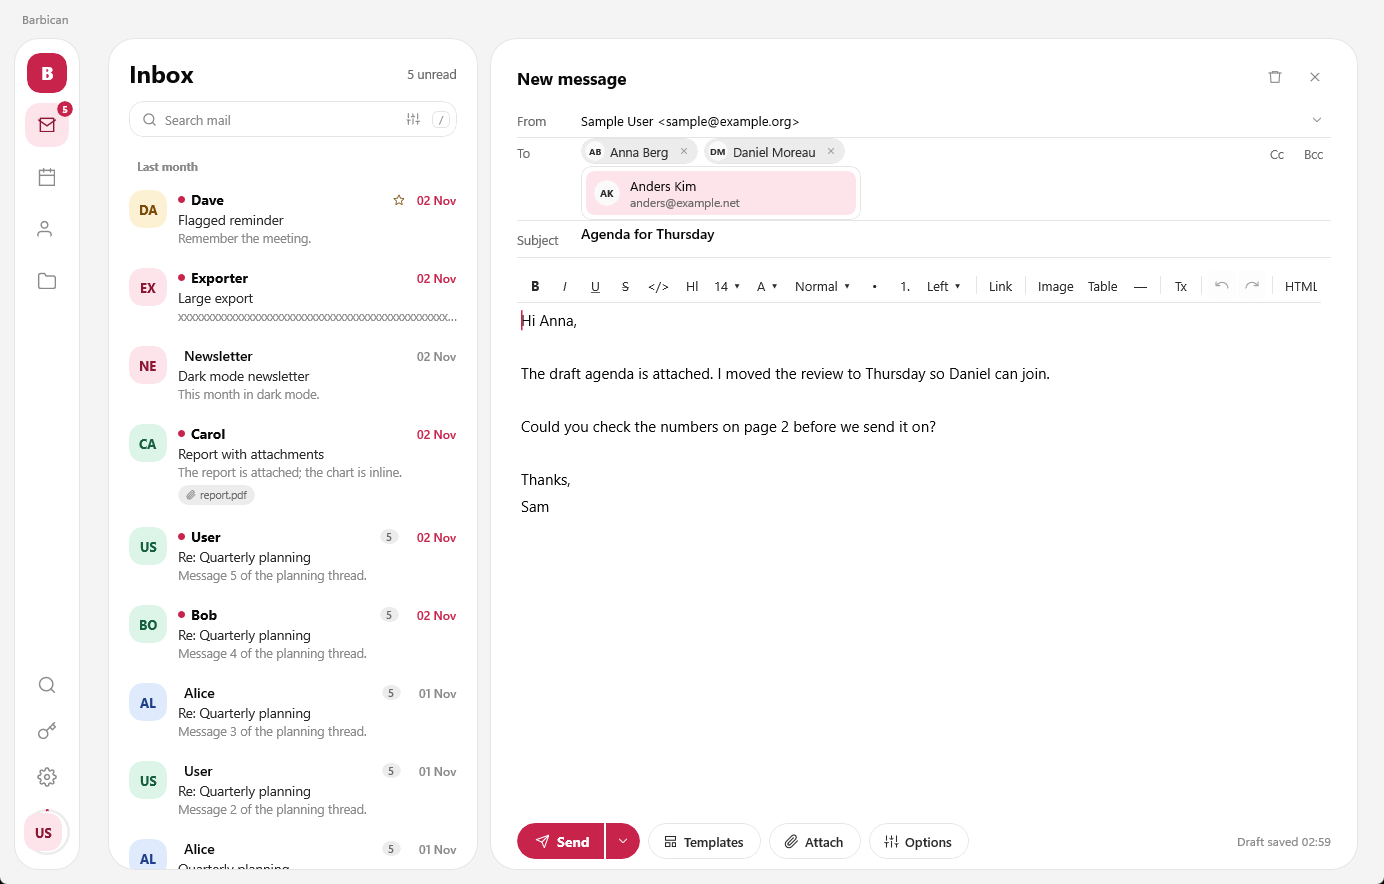 Barbican
B
5
US
Inbox
5 unread
Search mail
/
Last month
DA
Dave
02 Nov
Flagged reminder
Remember the meeting.
EX
Exporter
02 Nov
Large export
xxxxxxxxxxxxxxxxxxxxxxxxxxxxxxxxxxxxxxxxxxxxxx...
NE
Newsletter
02 Nov
Dark mode newsletter
This month in dark mode.
CA
Carol
02 Nov
Report with attachments
The report is attached; the chart is inline.
report.pdf
US
User
5
02 Nov
Re: Quarterly planning
Message 5 of the planning thread.
BO
Bob
5
02 Nov
Re: Quarterly planning
Message 4 of the planning thread.
AL
Alice
5
01 Nov
Re: Quarterly planning
Message 3 of the planning thread.
US
User
5
01 Nov
Re: Quarterly planning
Message 2 of the planning thread.
AL
Alice
5
01 Nov
Quarterly planning
New message
From
Sample User <sample@example.org>
To
AB Anna Berg ×
DM Daniel Moreau ×
Cc
Bcc
AK
Anders Kim
anders@example.net
Subject
Agenda for Thursday
B I U S </> Hl 14 A Normal • 1. Left Link Image Table — Tx HTML
Hi Anna,
The draft agenda is attached. I moved the review to Thursday so Daniel can join.
Could you check the numbers on page 2 before we send it on?
Thanks,
Sam
Send
Templates
Attach
Options
Draft saved 02:59